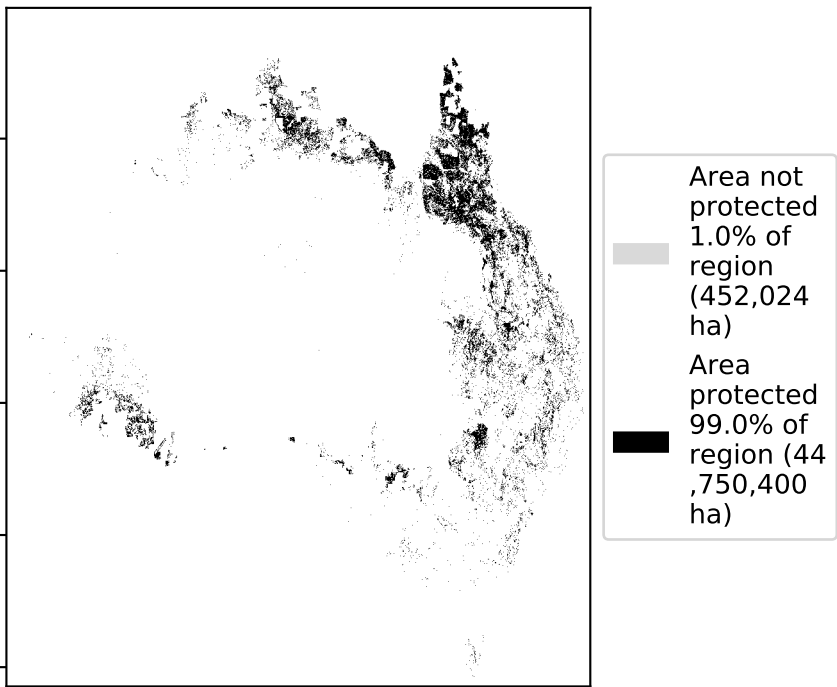 Area not
protected
1.0% of
region
(452,024
ha)
Area
protected
99.0% of
region (44
,750,400
ha)